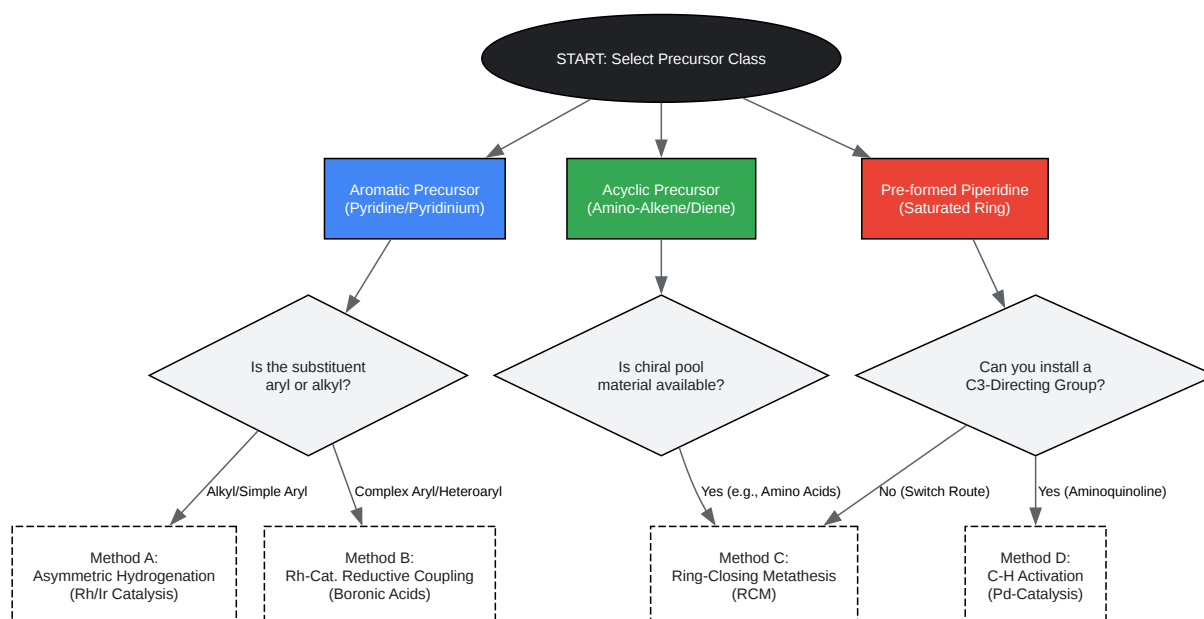 START: Select Precursor Class
Aromatic Precursor
(Pyridine/Pyridinium)
Acyclic Precursor
(Amino-Alkene/Diene)
Pre-formed Piperidine
(Saturated Ring)
Is the substituent
aryl or alkyl?
Is chiral pool
material available?
Can you install a
C3-Directing Group?
Alkyl/Simple Aryl
Complex Aryl/Heteroaryl
Yes (e.g., Amino Acids)
No (Switch Route)
Yes (Aminoquinoline)
Method A:
Asymmetric Hydrogenation
(Rh/Ir Catalysis)
Method B:
Rh-Cat. Reductive Coupling
(Boronic Acids)
Method C:
Ring-Closing Metathesis
(RCM)
Method D:
C-H Activation
(Pd-Catalysis)